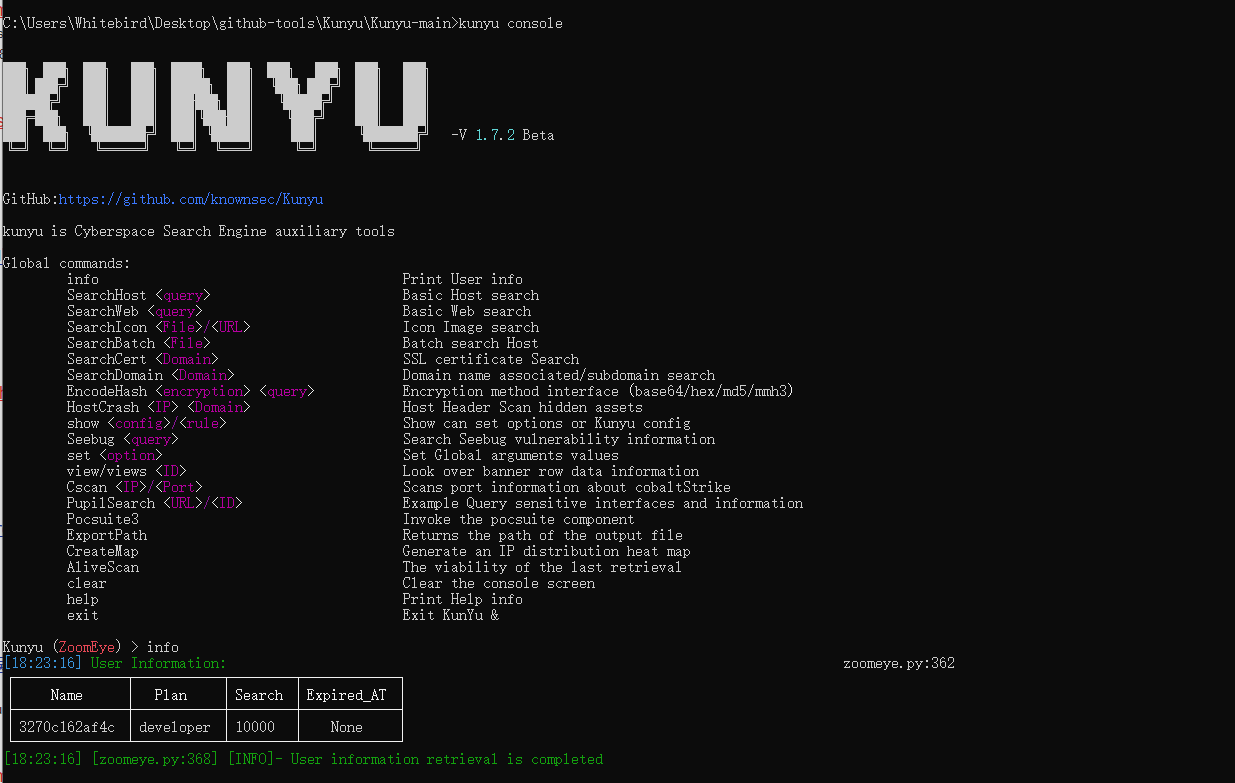 C:\Users\Whitebird\Desktop\github-tools\Kunyu\Kunyu-main>kunyu console
KUNYU
-V 1.7.2 Beta
GitHub:https://github.com/knownsec/Kunyu
kunyu is Cyberspace Search Engine auxiliary tools
Global commands:
info Print User info
SearchHost <query> Basic Host search
SearchWeb <query> Basic Web search
SearchIcon <File>/<URL> Icon Image search
SearchBatch <File> Batch search Host
SearchCert <Domain> SSL certificate Search
SearchDomain <Domain> Domain name associated/subdomain search
EncodeHash <encryption> <query> Encryption method interface (base64/hex/md5/mmh3)
HostCrash <IP> <Domain> Host Header Scan hidden assets
show <config>/<rule> Show can set options or Kunyu config
Seebug <query> Search Seebug vulnerability information
set <option> Set Global arguments values
view/views <ID> Look over banner row data information
Cscan <IP>/<Port> Scans port information about cobaltStrike
PupilSearch <URL>/<ID> Example Query sensitive interfaces and information
Pocsuite3 Invoke the pocsuite component
ExportPath Returns the path of the output file
CreateMap Generate an IP distribution heat map
AliveScan The viability of the last retrieval
clear Clear the console screen
help Print Help info
exit Exit KunYu &
Kunyu (ZoomEye) > info
[18:23:16] User Information: zoomeye.py:362
Name Plan Search Expired_AT
3270c162af4c developer 10000 None
[18:23:16] [zoomeye.py:368] [INFO]- User information retrieval is completed